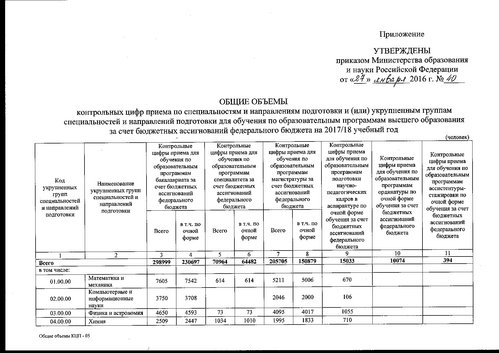 Приложение
УТВЕРЖДЕНЫ
приказом Министерства образования
и науки Российской Федерации
от «27» января 2016 г. № 40
ОБЩИЕ ОБЪЕМЫ
контрольных цифр приема по специальностям и направлениям подготовки и (или) укрупненным группам
специальностей и направлений подготовки для обучения по образовательным программам высшего образования
за счет бюджетных ассигнований федерального бюджета на 2017/18 учебный год
(человек)
Код укрупненных групп специальностей и направлений подготовки
Наименование укрупненных групп специальностей и направлений подготовки
Контрольные цифры приема для обучения по образовательным программам бакалавриата за счет бюджетных ассигнований федерального бюджета
Контрольные цифры приема для обучения по образовательным программам специалитета за счет бюджетных ассигнований федерального бюджета
Контрольные цифры приема для обучения по образовательным программам магистратуры за счет бюджетных ассигнований федерального бюджета
Контрольные цифры приема для обучения по программам подготовки научно-педагогических кадров в аспирантуре по очной форме обучения за счет бюджетных ассигнований федерального бюджета
Контрольные цифры приема для обучения по образовательным программам ординатуры по очной форме обучения за счет бюджетных ассигнований федерального бюджета
Контрольные цифры приема для обучения по образовательным программам ассистентуры-стажировки по очной форме обучения за счет бюджетных ассигнований федерального бюджета
Всего в т.ч. по очной форме Всего в т.ч. по очной форме Всего в т.ч. по очной форме
1 2 3 4 5 6 7 8 9 10 11
Всего 298999 230697 70964 64482 205705 150879 15033 10074 394
в том числе:
01.00.00 Математика и механика 7605 7542 614 614 5211 5006 670
02.00.00 Компьютерные и информационные науки 3750 3708 2046 2000 106
03.00.00 Физика и астрономия 4650 4593 73 73 4095 4017 1055
04.00.00 Химия 2509 2447 1034 1010 1995 1833 710
Общие объемы КЦП - 05